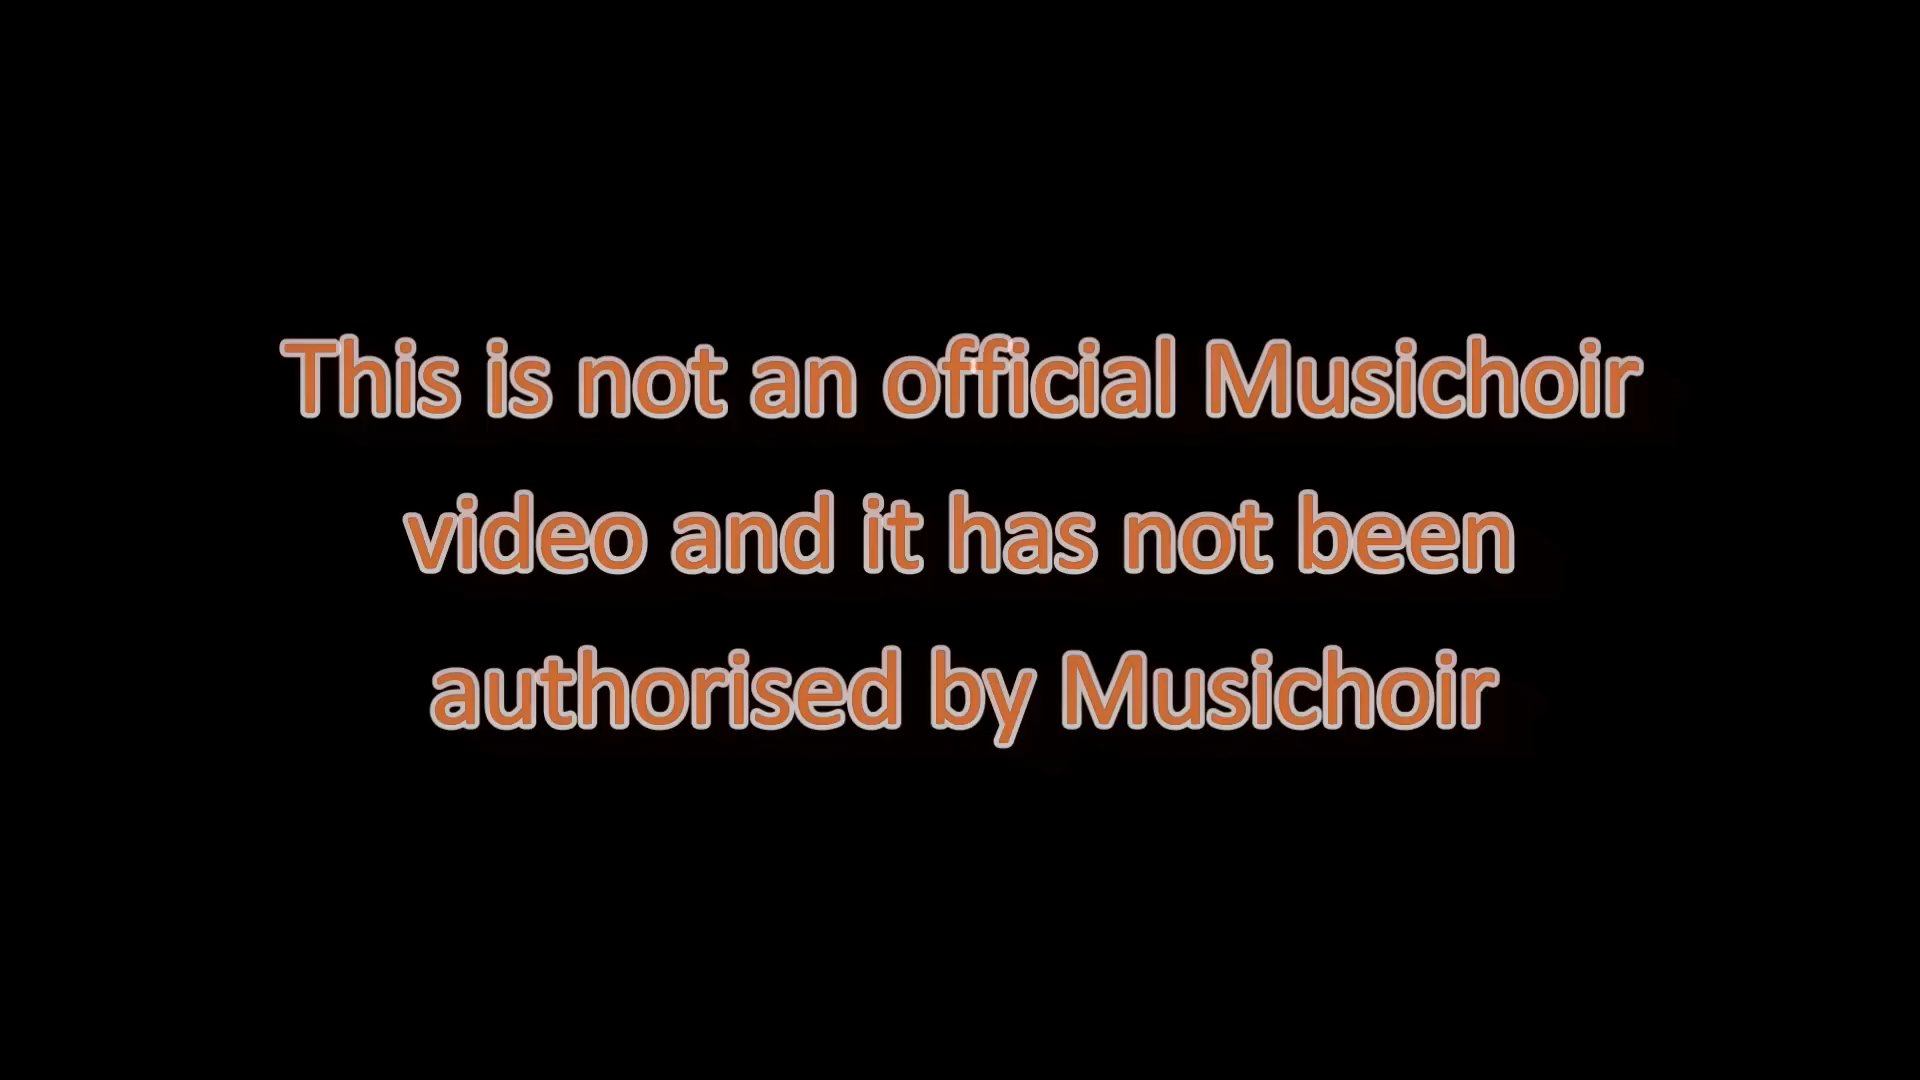 This is not an official Musichoir
video and it has not been
authorised by Musichoir